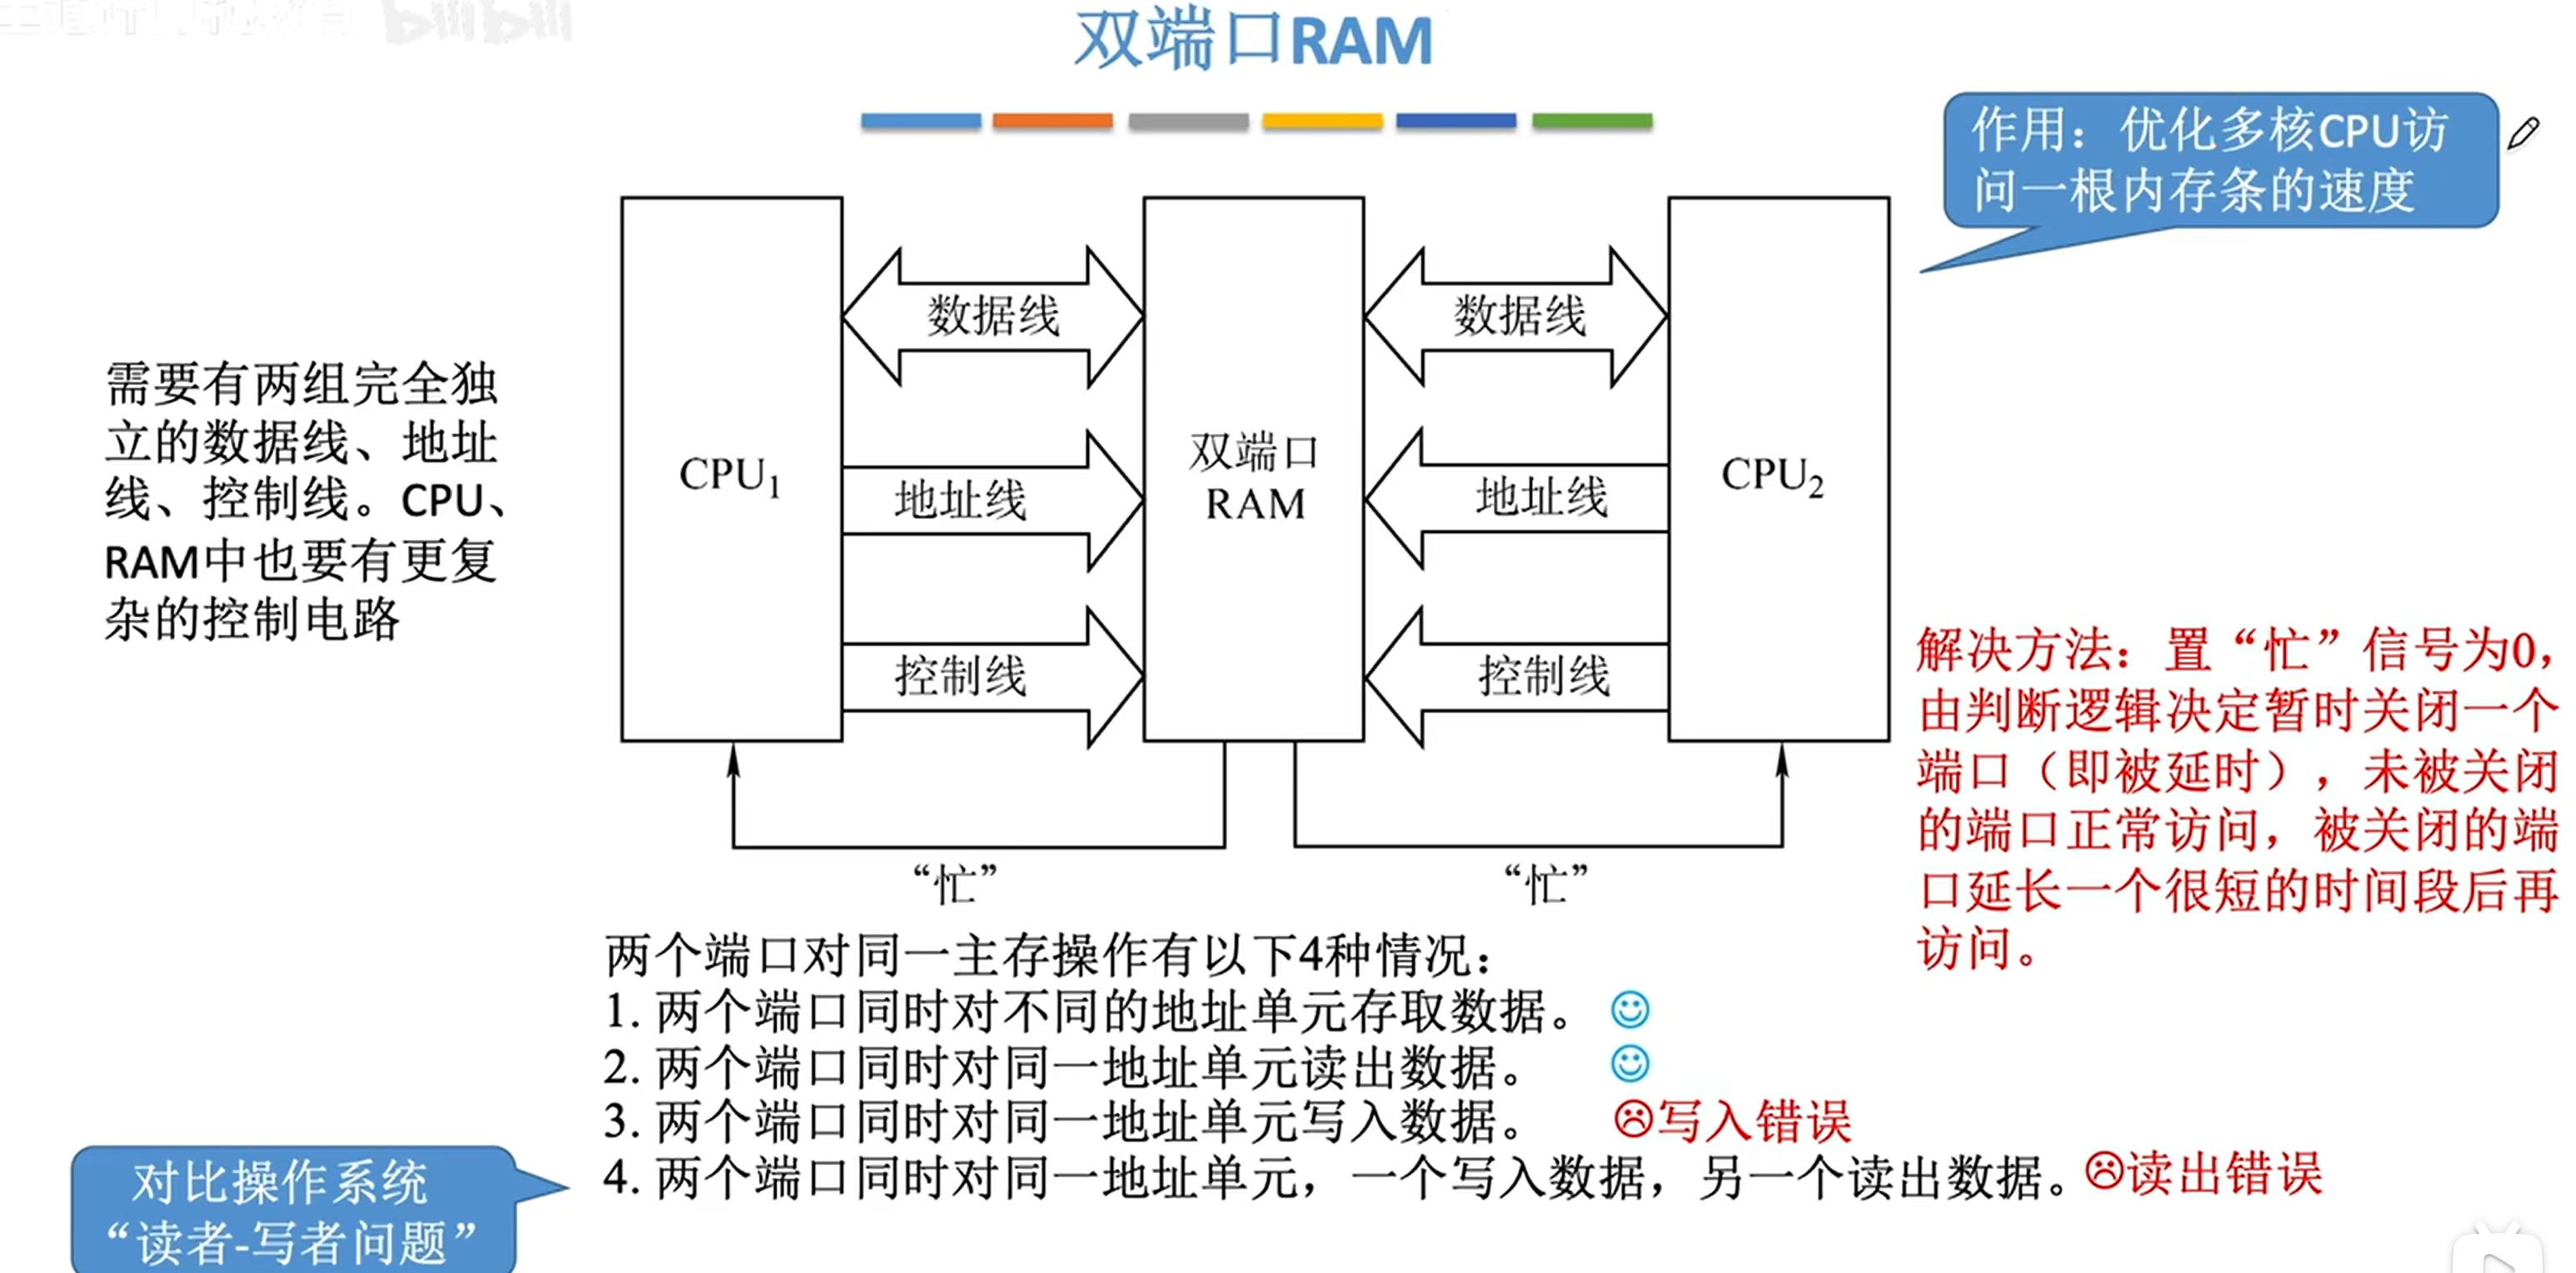 双端口RAM
作用：优化多核CPU访
问一根内存条的速度
需要有两组完全独
立的数据线、地址
线、控制线。CPU、
RAM中也要有更复
杂的控制电路
CPU1
数据线
地址线
控制线
双端口
RAM
数据线
地址线
控制线
CPU2
“忙”
“忙”
解决方法：置“忙”信号为0，
由判断逻辑决定暂时关闭一个
端口（即被延时），未被关闭
的端口正常访问，被关闭的端
口延长一个很短的时间段后再
访问。
两个端口对同一主存操作有以下4种情况：
1. 两个端口同时对不同的地址单元存取数据。
2. 两个端口同时对同一地址单元读出数据。
3. 两个端口同时对同一地址单元写入数据。 写入错误
4. 两个端口同时对同一地址单元，一个写入数据，另一个读出数据。 读出错误
对比操作系统
“读者-写者问题”
bilibili